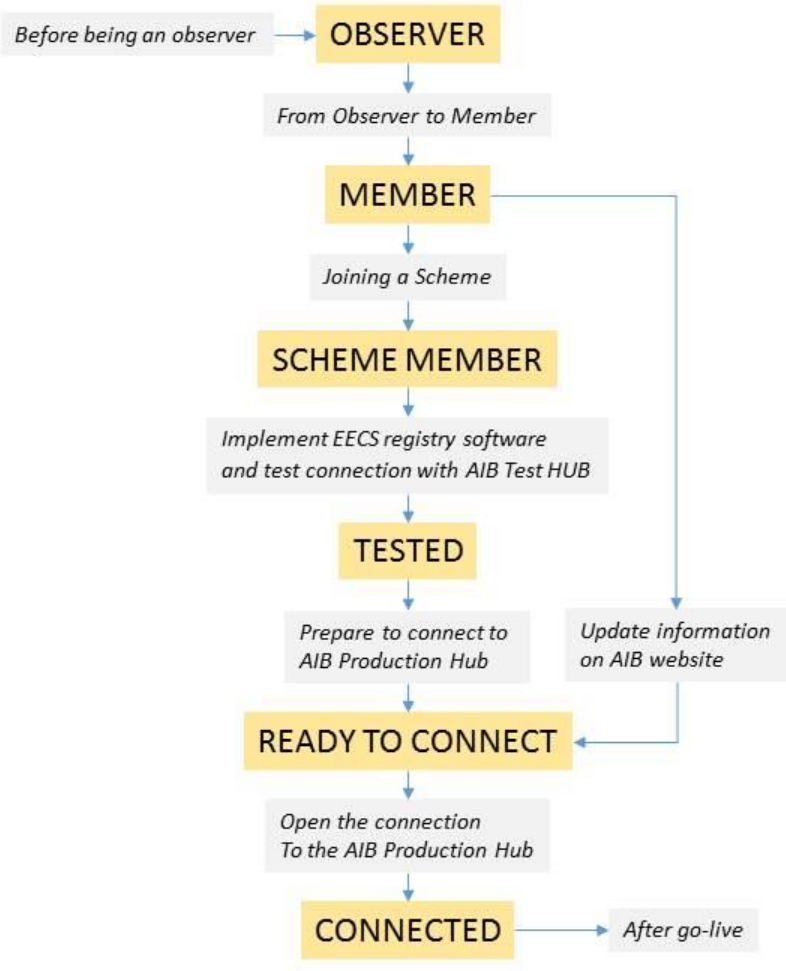 Before being an observer
OBSERVER
From Observer to Member
MEMBER
Joining a Scheme
SCHEME MEMBER
Implement EECS registry software
and test connection with AIB Test HUB
TESTED
Prepare to connect to
AIB Production Hub
Update information
on AIB website
READY TO CONNECT
Open the connection
To the AIB Production Hub
CONNECTED
After go-live